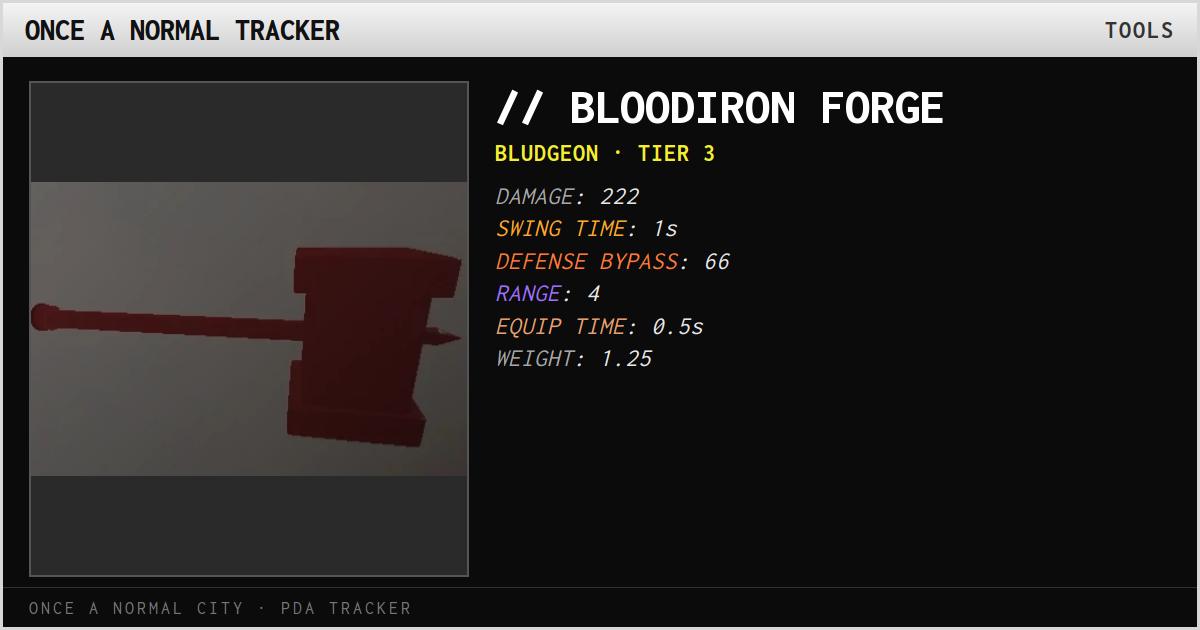 ONCE A NORMAL TRACKER
TOOLS
// BLOODIRON FORGE
BLUDGEON · TIER 3
DAMAGE: 222
SWING TIME: 1s
DEFENSE BYPASS: 66
RANGE: 4
EQUIP TIME: 0.5s
WEIGHT: 1.25
ONCE A NORMAL CITY · PDA TRACKER